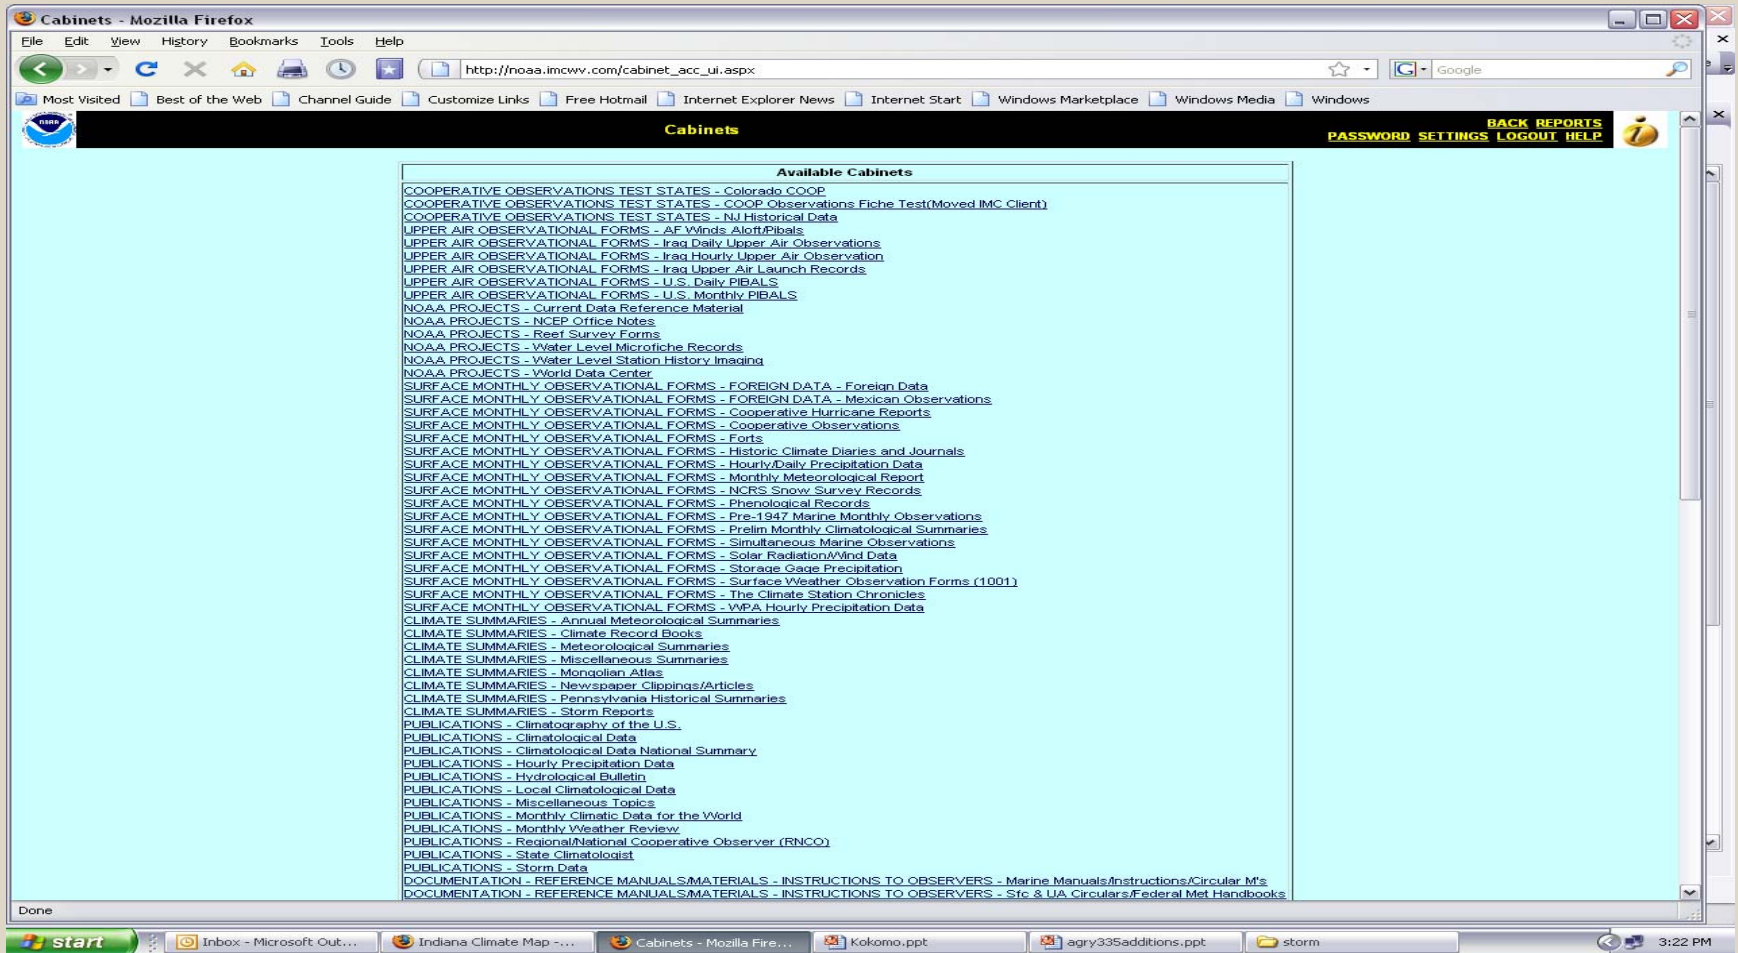 Cabinets - Mozilla Firefox
File Edit View History Bookmarks Tools Help
http://noaa.imcwv.com/cabinet_acc_ui.aspx
G Google
Most Visited Best of the Web Channel Guide Customize Links Free Hotmail Internet Explorer News Internet Start Windows Marketplace Windows Media Windows
Cabinets
BACK REPORTS
PASSWORD SETTINGS LOGOUT HELP
Available Cabinets
COOPERATIVE OBSERVATIONS TEST STATES - Colorado COOP
COOPERATIVE OBSERVATIONS TEST STATES - COOP Observations Fiche Test(Moved IMC Client)
COOPERATIVE OBSERVATIONS TEST STATES - NJ Historical Data
UPPER AIR OBSERVATIONAL FORMS - AF Winds Aloft/Pibals
UPPER AIR OBSERVATIONAL FORMS - Iraq Daily Upper Air Observations
UPPER AIR OBSERVATIONAL FORMS - Iraq Hourly Upper Air Observation
UPPER AIR OBSERVATIONAL FORMS - Iraq Upper Air Launch Records
UPPER AIR OBSERVATIONAL FORMS - U.S. Daily PIBALS
UPPER AIR OBSERVATIONAL FORMS - U.S. Monthly PIBALS
NOAA PROJECTS - Current Data Reference Material
NOAA PROJECTS - NCEP Office Notes
NOAA PROJECTS - Reef Survey Forms
NOAA PROJECTS - Water Level Microfiche Records
NOAA PROJECTS - Water Level Station History Imaging
NOAA PROJECTS - World Data Center
SURFACE MONTHLY OBSERVATIONAL FORMS - FOREIGN DATA - Foreign Data
SURFACE MONTHLY OBSERVATIONAL FORMS - FOREIGN DATA - Mexican Observations
SURFACE MONTHLY OBSERVATIONAL FORMS - Cooperative Hurricane Reports
SURFACE MONTHLY OBSERVATIONAL FORMS - Cooperative Observations
SURFACE MONTHLY OBSERVATIONAL FORMS - Forts
SURFACE MONTHLY OBSERVATIONAL FORMS - Historic Climate Diaries and Journals
SURFACE MONTHLY OBSERVATIONAL FORMS - Hourly/Daily Precipitation Data
SURFACE MONTHLY OBSERVATIONAL FORMS - Monthly Meteorological Report
SURFACE MONTHLY OBSERVATIONAL FORMS - NCRS Snow Survey Records
SURFACE MONTHLY OBSERVATIONAL FORMS - Phenological Records
SURFACE MONTHLY OBSERVATIONAL FORMS - Pre-1947 Marine Monthly Observations
SURFACE MONTHLY OBSERVATIONAL FORMS - Prelim Monthly Climatological Summaries
SURFACE MONTHLY OBSERVATIONAL FORMS - Simultaneous Marine Observations
SURFACE MONTHLY OBSERVATIONAL FORMS - Solar Radiation/Wind Data
SURFACE MONTHLY OBSERVATIONAL FORMS - Storage Gage Precipitation
SURFACE MONTHLY OBSERVATIONAL FORMS - Surface Weather Observation Forms (1001)
SURFACE MONTHLY OBSERVATIONAL FORMS - The Climate Station Chronicles
SURFACE MONTHLY OBSERVATIONAL FORMS - WPA Hourly Precipitation Data
CLIMATE SUMMARIES - Annual Meteorological Summaries
CLIMATE SUMMARIES - Climate Record Books
CLIMATE SUMMARIES - Meteorological Summaries
CLIMATE SUMMARIES - Miscellaneous Summaries
CLIMATE SUMMARIES - Mongolian Atlas
CLIMATE SUMMARIES - Newspaper Clippings/Articles
CLIMATE SUMMARIES - Pennsylvania Historical Summaries
CLIMATE SUMMARIES - Storm Reports
PUBLICATIONS - Climatography of the U.S.
PUBLICATIONS - Climatological Data
PUBLICATIONS - Climatological Data National Summary
PUBLICATIONS - Hourly Precipitation Data
PUBLICATIONS - Hydrological Bulletin
PUBLICATIONS - Local Climatological Data
PUBLICATIONS - Miscellaneous Topics
PUBLICATIONS - Monthly Climatic Data for the World
PUBLICATIONS - Monthly Weather Review
PUBLICATIONS - Regional/National Cooperative Observer (RNCO)
PUBLICATIONS - State Climatologist
PUBLICATIONS - Storm Data
DOCUMENTATION - REFERENCE MANUALS/MATERIALS - INSTRUCTIONS TO OBSERVERS - Marine Manuals/Instructions/Circular M's
DOCUMENTATION - REFERENCE MANUALS/MATERIALS - INSTRUCTIONS TO OBSERVERS - Sfc & UA Circulars/Federal Met Handbooks
Done
start Inbox - Microsoft Out... Indiana Climate Map -... Cabinets - Mozilla Fire... Kokomo.ppt agry335additions.ppt storm 3:22 PM